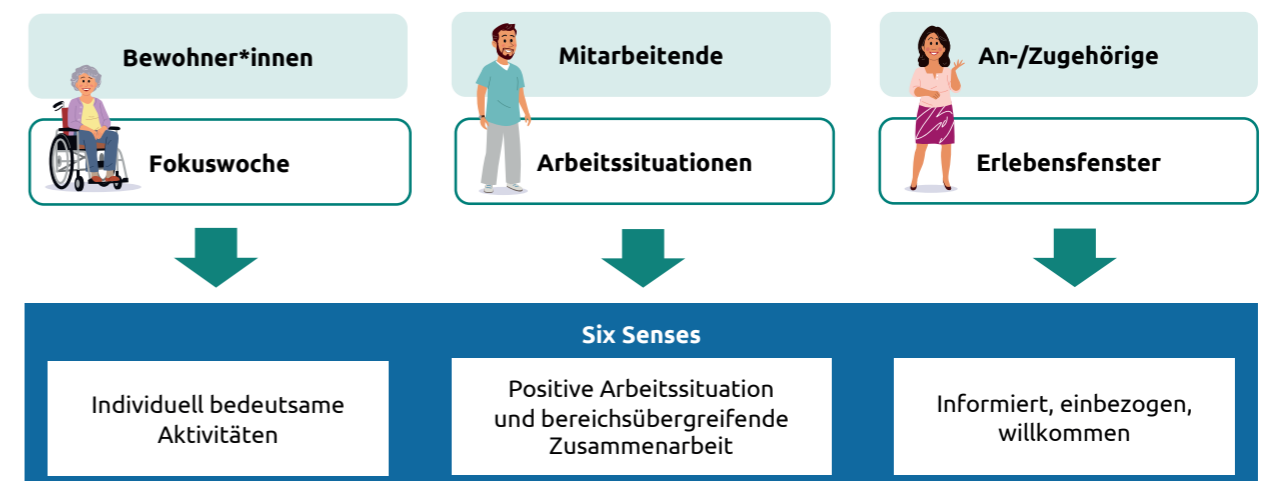 Bewohner*innen
Mitarbeitende
An-/Zugehörige
Fokuswoche
Arbeitssituationen
Erlebensfenster
Six Senses
Individuell bedeutsame
Aktivitäten
Positive Arbeitssituation
und bereichsübergreifende
Zusammenarbeit
Informiert, einbezogen,
willkommen